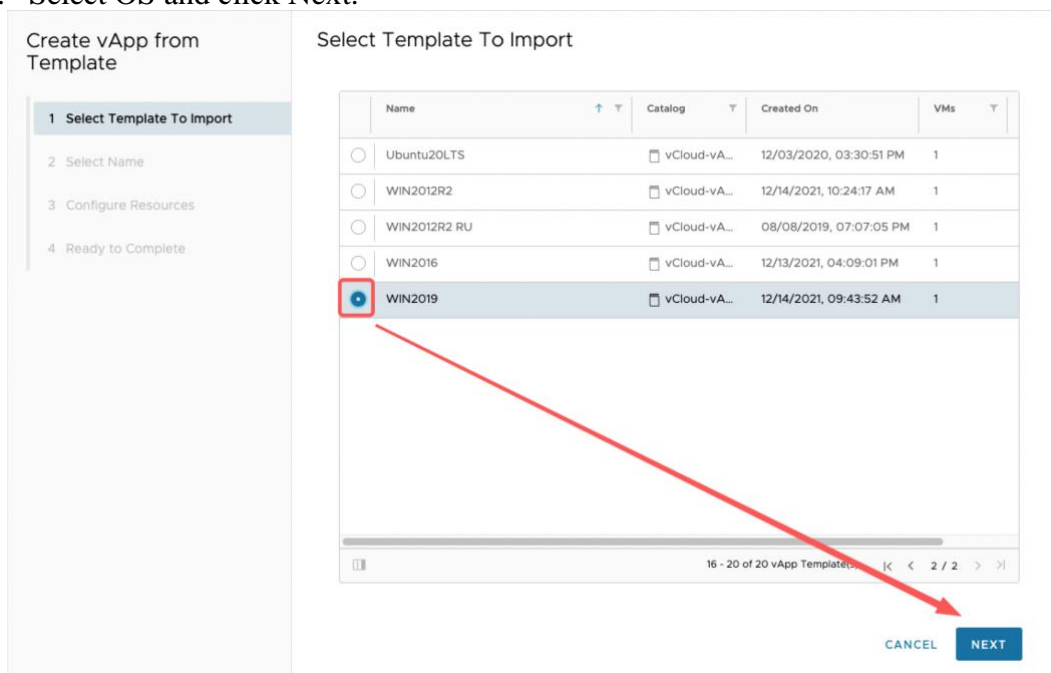 Select OS and click Next.
Create vApp from
Template
1 Select Template To Import
2 Select Name
3 Configure Resources
4 Ready to Complete
Select Template To Import
Name Catalog Created On VMs
Ubuntu20LTS vCloud-vA... 12/03/2020, 03:30:51 PM 1
WIN2012R2 vCloud-vA... 12/14/2021, 10:24:17 AM 1
WIN2012R2 RU vCloud-vA... 08/08/2019, 07:07:05 PM 1
WIN2016 vCloud-vA... 12/13/2021, 04:09:01 PM 1
WIN2019 vCloud-vA... 12/14/2021, 09:43:52 AM 1
16 - 20 of 20 vApp 2 / 2
CANCEL NEXT